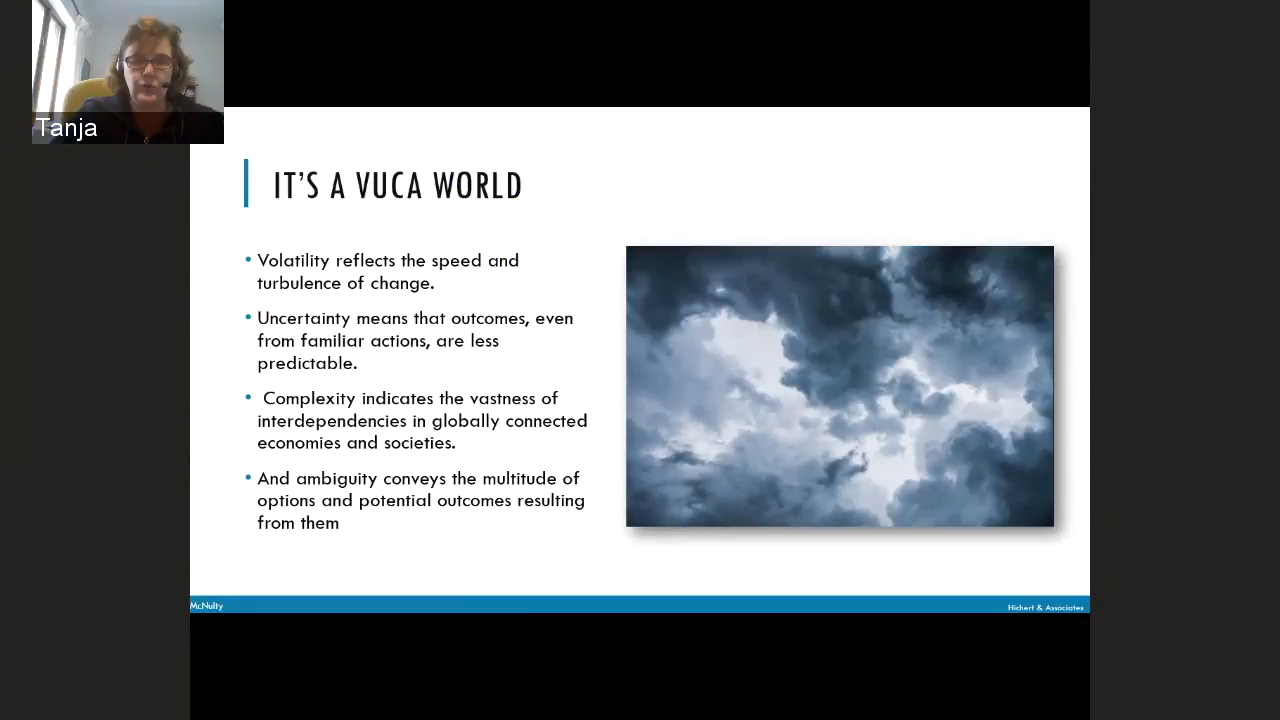 Tanja
IT'S A VUCA WORLD
• Volatility reflects the speed and
turbulence of change.
• Uncertainty means that outcomes, even
from familiar actions, are less
predictable.
• Complexity indicates the vastness of
interdependencies in globally connected
economies and societies.
• And ambiguity conveys the multitude of
options and potential outcomes resulting
from them
McNulty
Hichert & Associates